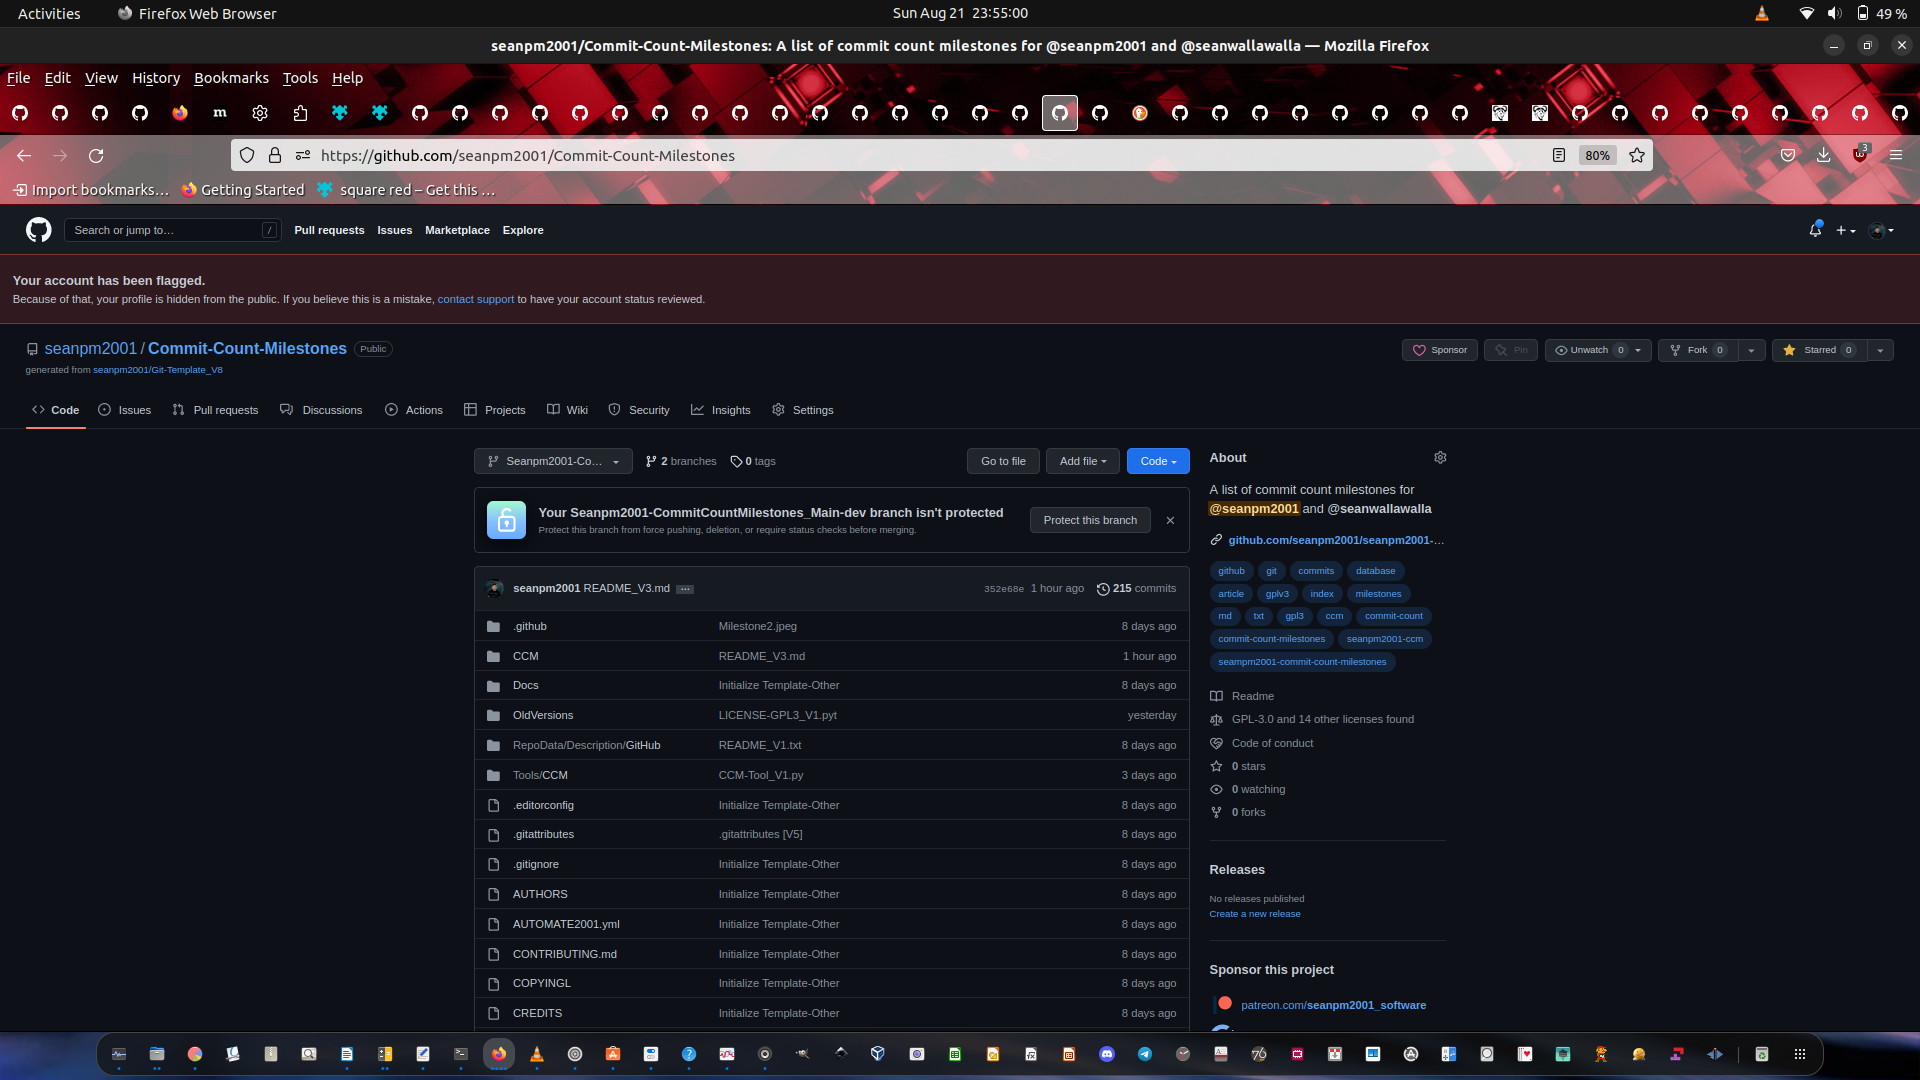 Activities Firefox Web Browser Sun Aug 21 23:55:00 49 %
seanpm2001/Commit-Count-Milestones: A list of commit count milestones for @seanpm2001 and @seanwallawalla — Mozilla Firefox
File Edit View History Bookmarks Tools Help
https://github.com/seanpm2001/Commit-Count-Milestones 80% 3
Import bookmarks… Getting Started square red – Get this …
Search or jump to… / Pull requests Issues Marketplace Explore
Your account has been flagged.
Because of that, your profile is hidden from the public. If you believe this is a mistake, contact support to have your account status reviewed.
seanpm2001 / Commit-Count-Milestones Public Sponsor Pin Unwatch 0 Fork 0 Starred 0
generated from seanpm2001/Git-Template_V8
Code Issues Pull requests Discussions Actions Projects Wiki Security Insights Settings
Seanpm2001-Co… 2 branches 0 tags Go to file Add file Code
Your Seanpm2001-CommitCountMilestones_Main-dev branch isn't protected
Protect this branch from force pushing, deletion, or require status checks before merging.
Protect this branch
seanpm2001 README_V3.md … 352e68e 1 hour ago 215 commits
.github Milestone2.jpeg 8 days ago
CCM README_V3.md 1 hour ago
Docs Initialize Template-Other 8 days ago
OldVersions LICENSE-GPL3_V1.pyt yesterday
RepoData/Description/GitHub README_V1.txt 8 days ago
Tools/CCM CCM-Tool_V1.py 3 days ago
.editorconfig Initialize Template-Other 8 days ago
.gitattributes .gitattributes [V5] 8 days ago
.gitignore Initialize Template-Other 8 days ago
AUTHORS Initialize Template-Other 8 days ago
AUTOMATE2001.yml Initialize Template-Other 8 days ago
CONTRIBUTING.md Initialize Template-Other 8 days ago
COPYINGL Initialize Template-Other 8 days ago
CREDITS Initialize Template-Other 8 days ago
About
A list of commit count milestones for
@seanpm2001 and @seanwallawalla
github.com/seanpm2001/seanpm2001-…
github git commits database
article gplv3 index milestones
md txt gpl3 ccm commit-count
commit-count-milestones seanpm2001-ccm
seampm2001-commit-count-milestones
Readme
GPL-3.0 and 14 other licenses found
Code of conduct
0 stars
0 watching
0 forks
Releases
No releases published
Create a new release
Sponsor this project
patreon.com/seanpm2001_software